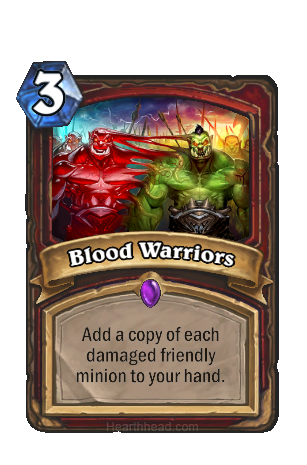 3
Blood Warriors
Add a copy of each
damaged friendly
minion to your hand.
Hearthhead.com